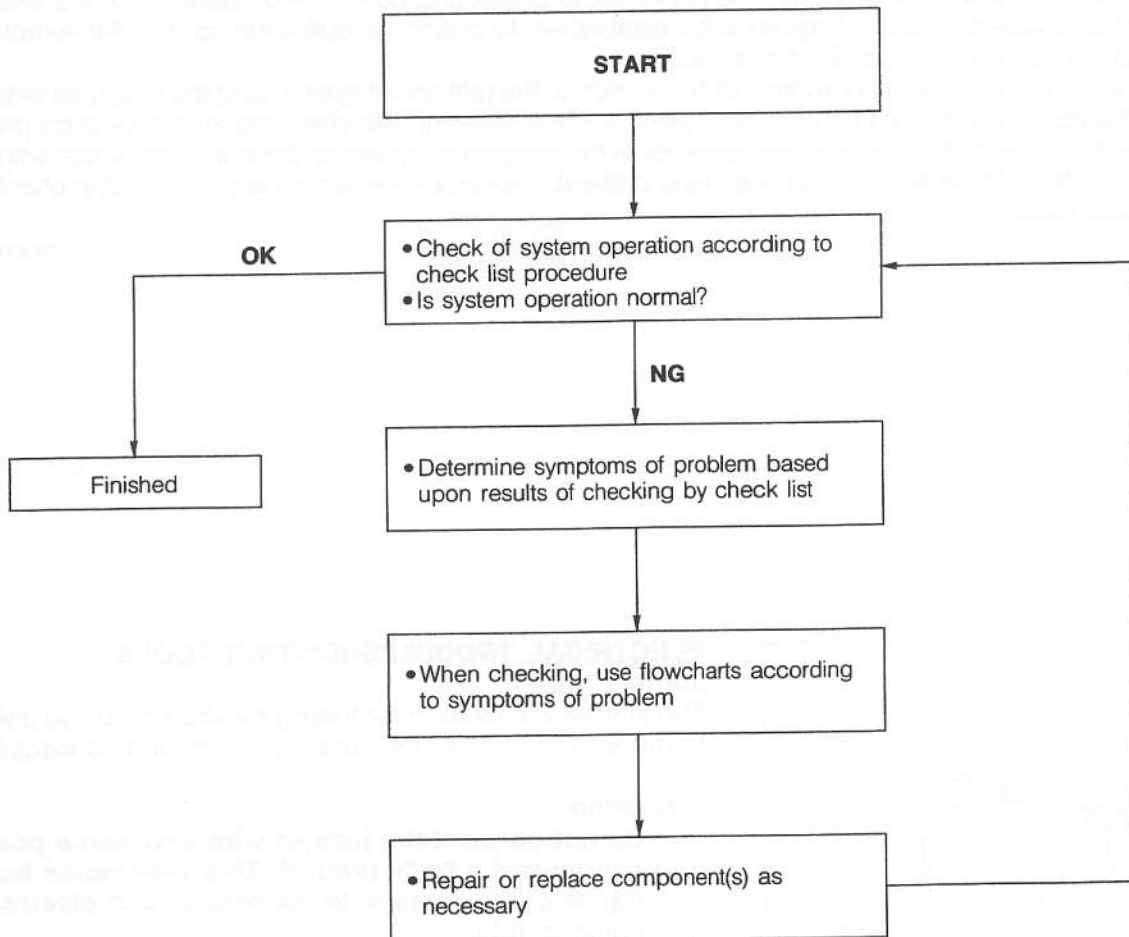 START
OK
•Check of system operation according to
check list procedure
•Is system operation normal?
NG
Finished
•Determine symptoms of problem based
upon results of checking by check list
•When checking, use flowcharts according
to symptoms of problem
•Repair or replace component(s) as
necessary